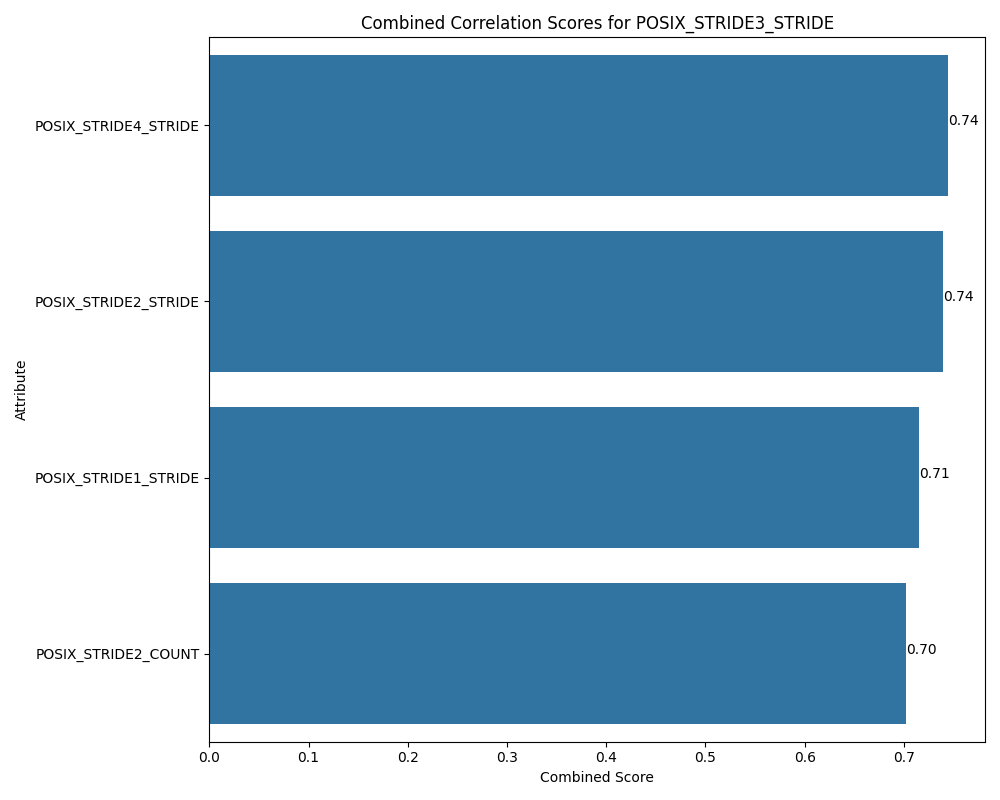 Combined Correlation Scores for POSIX_STRIDE3_STRIDE
POSIX_STRIDE4_STRIDE
0.74
POSIX_STRIDE2_STRIDE
0.74
Attribute
POSIX_STRIDE1_STRIDE
0.71
POSIX_STRIDE2_COUNT
0.70
0.0 0.1 0.2 0.3 0.4 0.5 0.6 0.7
Combined Score